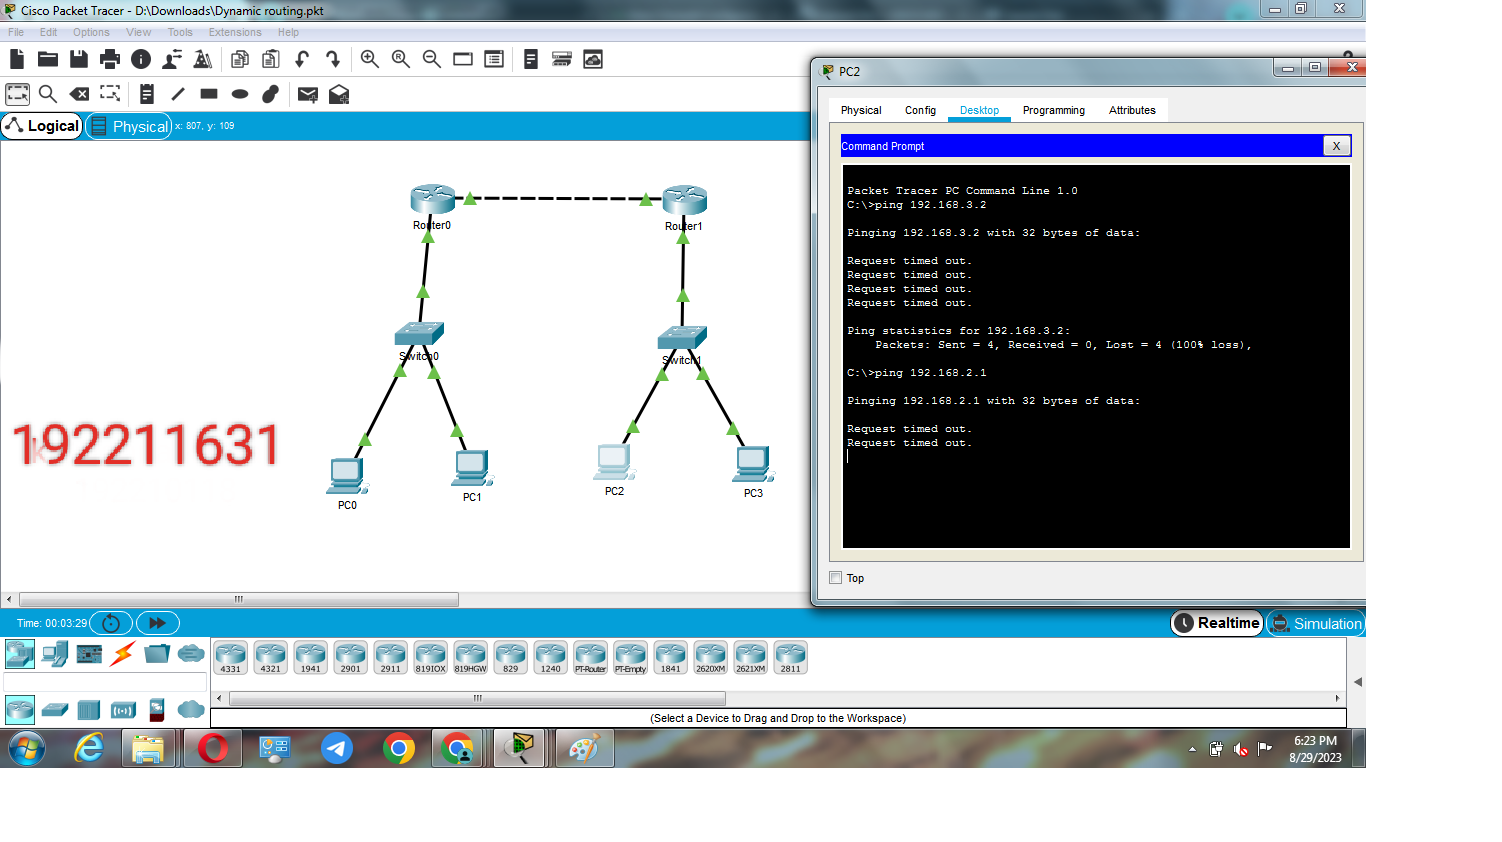 Cisco Packet Tracer - D:\Downloads\Dynamic routing.pkt
File Edit Options View Tools Extensions Help
Logical Physical x: 807, y: 109
PC2
Physical Config Desktop Programming Attributes
Command Prompt X
Packet Tracer PC Command Line 1.0
C:\>ping 192.168.3.2
Pinging 192.168.3.2 with 32 bytes of data:
Request timed out.
Request timed out.
Request timed out.
Request timed out.
Ping statistics for 192.168.3.2:
Packets: Sent = 4, Received = 0, Lost = 4 (100% loss),
C:\>ping 192.168.2.1
Pinging 192.168.2.1 with 32 bytes of data:
Request timed out.
Request timed out.
Top
Router0
Router1
Switch0
Switch1
192211631
PC0
PC1
PC2
PC3
Time: 00:03:29
Realtime Simulation
4331 4321 1941 2901 2911 819IOX 819HGW 829 1240 PT-Router PT-Empty 1841 2620XM 2621XM 2811
(Select a Device to Drag and Drop to the Workspace)
6:23 PM
8/29/2023